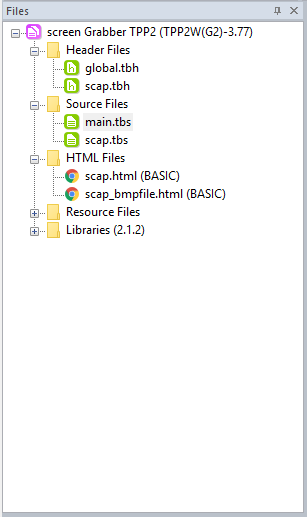 Files
screen Grabber TPP2 (TPP2W(G2)-3.77)
Header Files
global.tbh
scap.tbh
Source Files
main.tbs
scap.tbs
HTML Files
scap.html (BASIC)
scap_bmpfile.html (BASIC)
Resource Files
Libraries (2.1.2)